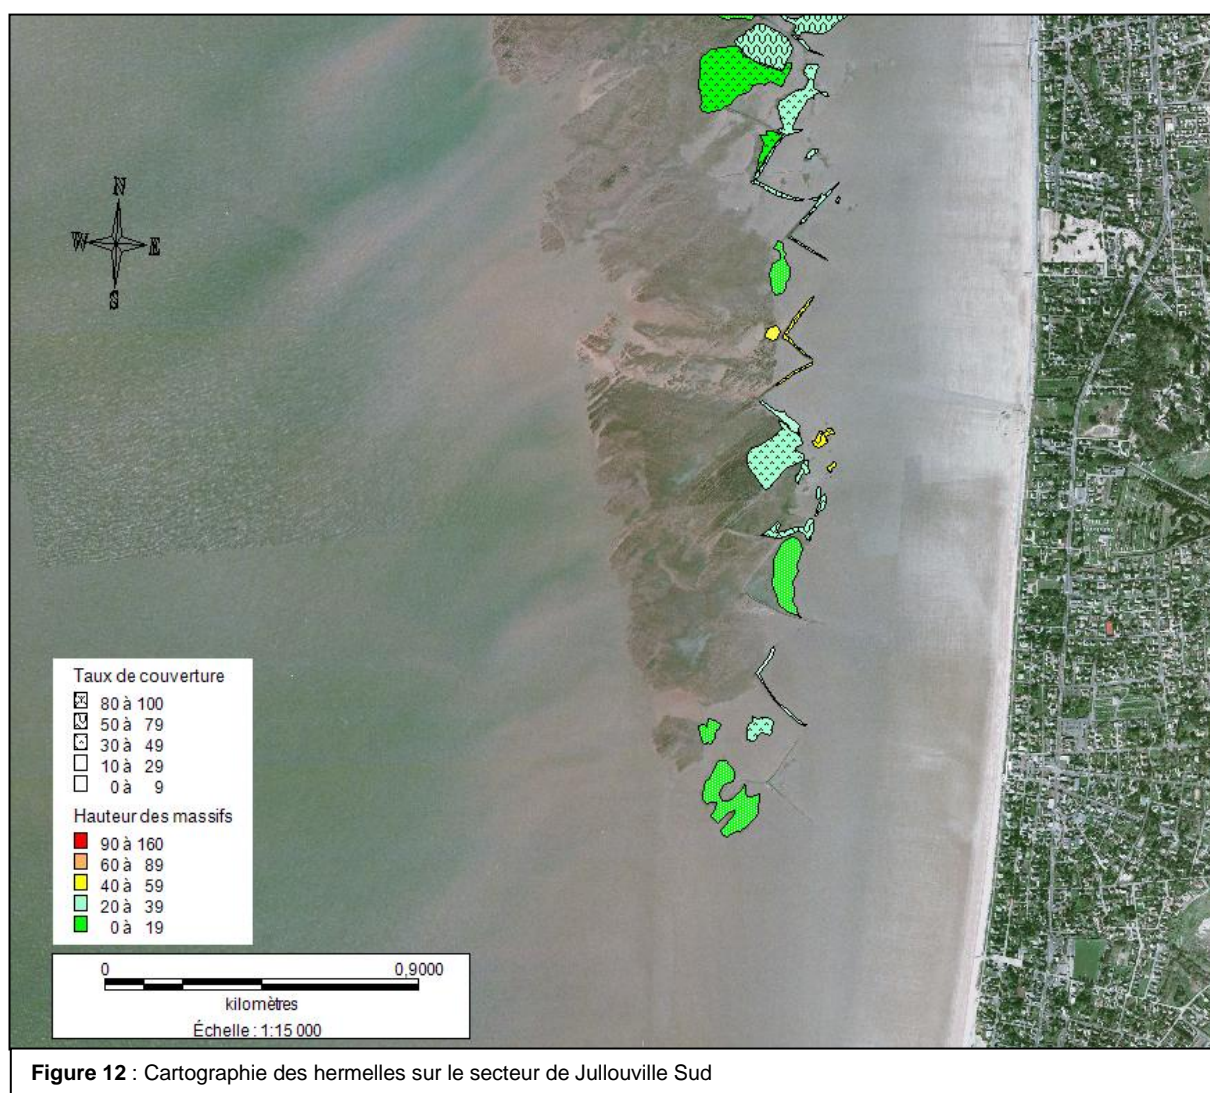 N
W E
S
Taux de couverture
80 à 100
50 à 79
30 à 49
10 à 29
0 à 9
Hauteur des massifs
90 à 160
60 à 89
40 à 59
20 à 39
0 à 19
0 0,9000
kilomètres
Échelle : 1:15 000
Figure 12 : Cartographie des hermelles sur le secteur de Jullouville Sud